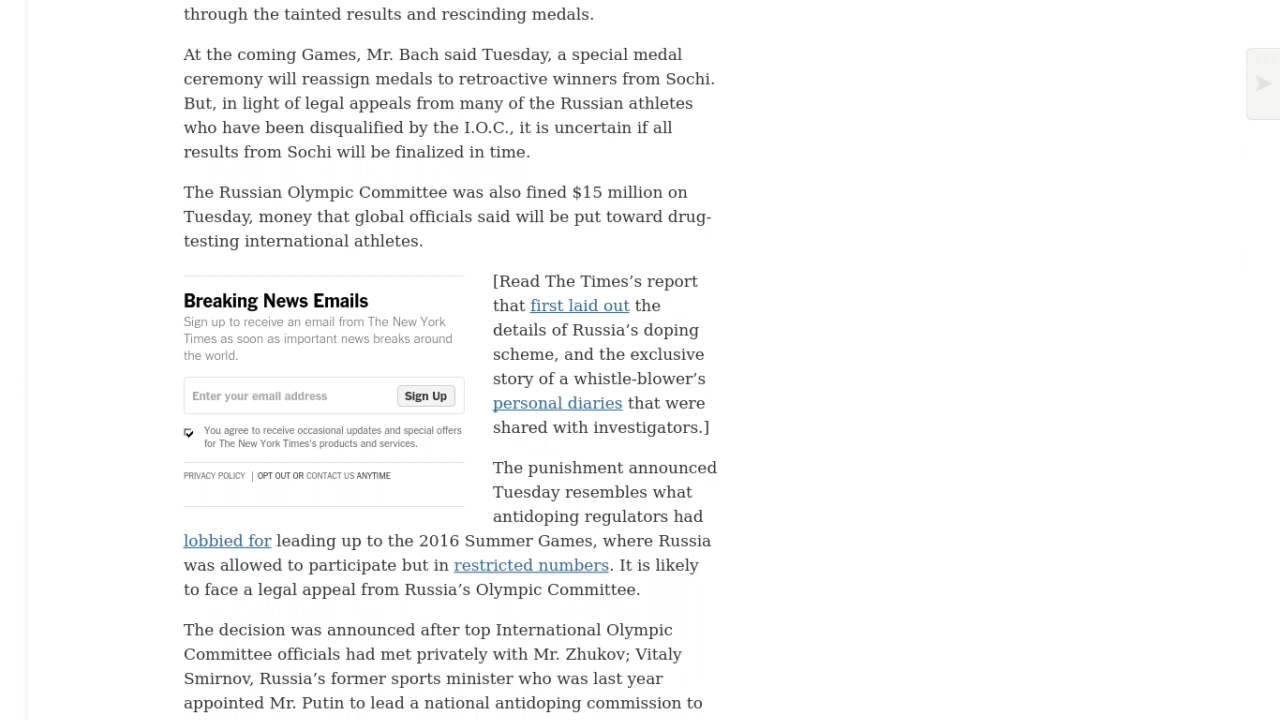 through the tainted results and rescinding medals.
At the coming Games, Mr. Bach said Tuesday, a special medal
ceremony will reassign medals to retroactive winners from Sochi.
But, in light of legal appeals from many of the Russian athletes
who have been disqualified by the I.O.C., it is uncertain if all
results from Sochi will be finalized in time.
The Russian Olympic Committee was also fined $15 million on
Tuesday, money that global officials said will be put toward drug-
testing international athletes.
Breaking News Emails
Sign up to receive an email from The New York
Times as soon as important news breaks around
the world.
Enter your email address
Sign Up
You agree to receive occasional updates and special offers
for The New York Times's products and services.
PRIVACY POLICY | OPT OUT OR CONTACT US ANYTIME
[Read The Times’s report
that first laid out the
details of Russia’s doping
scheme, and the exclusive
story of a whistle-blower’s
personal diaries that were
shared with investigators.]
The punishment announced
Tuesday resembles what
antidoping regulators had
lobbied for leading up to the 2016 Summer Games, where Russia
was allowed to participate but in restricted numbers. It is likely
to face a legal appeal from Russia’s Olympic Committee.
The decision was announced after top International Olympic
Committee officials had met privately with Mr. Zhukov; Vitaly
Smirnov, Russia’s former sports minister who was last year
appointed Mr. Putin to lead a national antidoping commission to